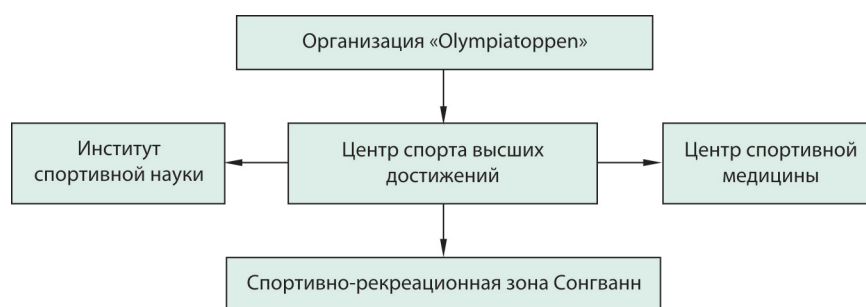 Организация «Olympiatoppen»
Институт
спортивной науки
Центр спорта высших
достижений
Центр спортивной
медицины
Спортивно-рекреационная зона Сонгванн